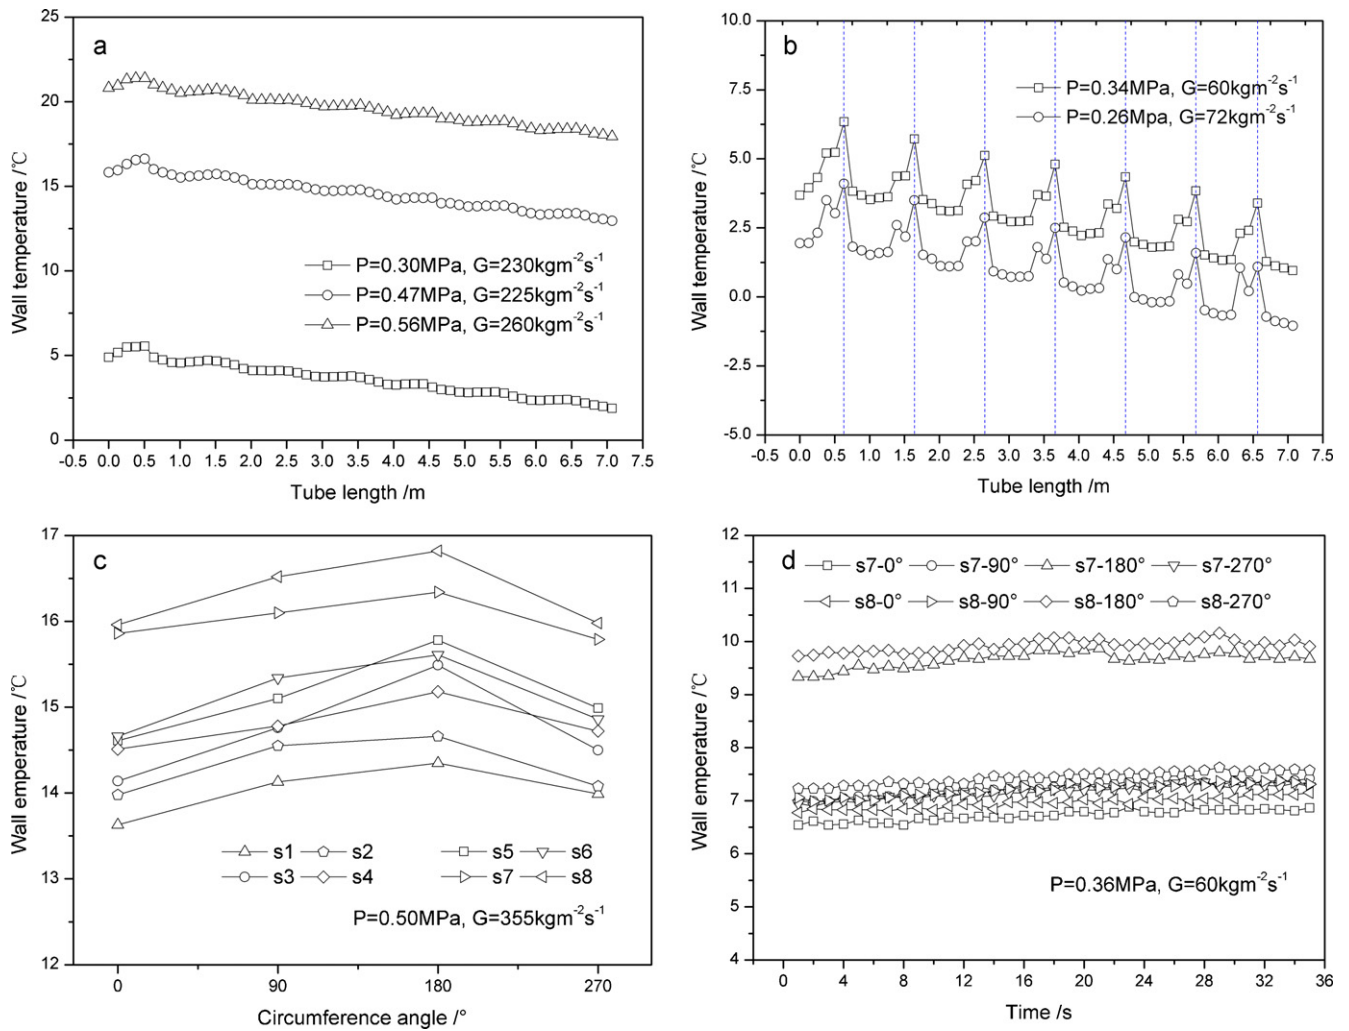 a
25
20
15
10
5
0
Wall temperature /℃
P=0.30MPa, G=230kgm⁻²s⁻¹
P=0.47MPa, G=225kgm⁻²s⁻¹
P=0.56MPa, G=260kgm⁻²s⁻¹
-0.5 0.0 0.5 1.0 1.5 2.0 2.5 3.0 3.5 4.0 4.5 5.0 5.5 6.0 6.5 7.0 7.5
Tube length /m
b
10.0
7.5
5.0
2.5
0.0
-2.5
-5.0
Wall temperature /℃
P=0.34MPa, G=60kgm⁻²s⁻¹
P=0.26Mpa, G=72kgm⁻²s⁻¹
-0.5 0.0 0.5 1.0 1.5 2.0 2.5 3.0 3.5 4.0 4.5 5.0 5.5 6.0 6.5 7.0 7.5
Tube length /m
c
17
16
15
14
13
12
Wall emperature /℃
s1 s2 s5 s6
s3 s4 s7 s8
P=0.50MPa, G=355kgm⁻²s⁻¹
0 90 180 270
Circumference angle /°
d
12
11
10
9
8
7
6
5
4
Wall emperature /℃
s7-0° s7-90° s7-180° s7-270°
s8-0° s8-90° s8-180° s8-270°
P=0.36MPa, G=60kgm⁻²s⁻¹
0 4 8 12 16 20 24 28 32 36
Time /s